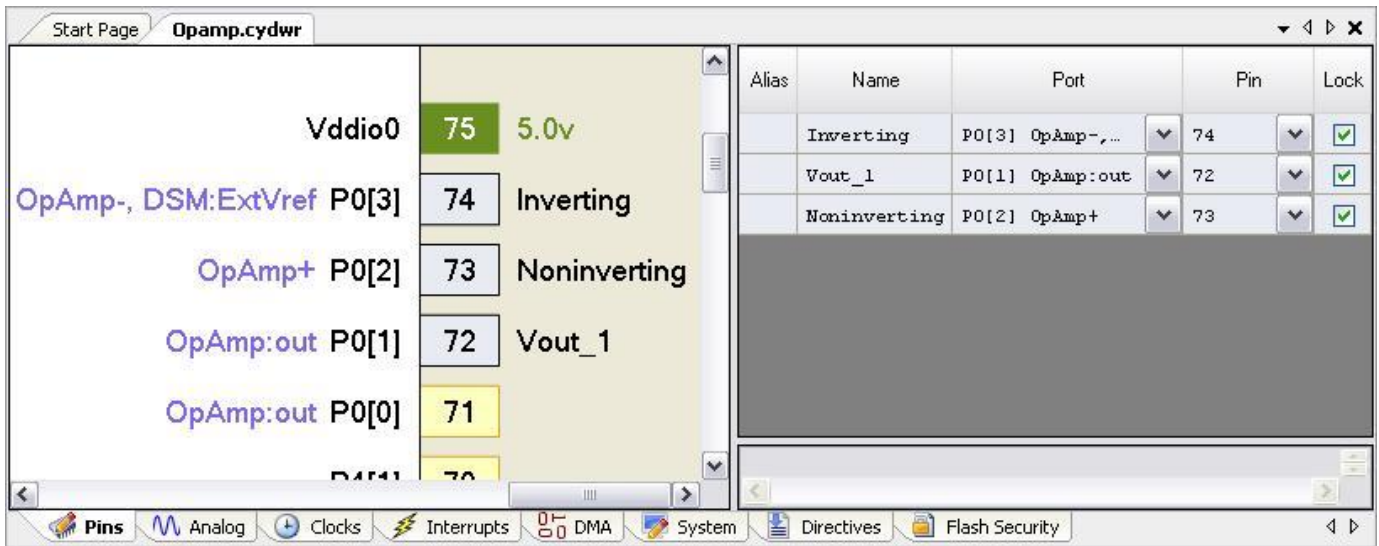 Start Page Opamp.cydwr
Vddio0 75 5.0v
OpAmp-, DSM:ExtVref P0[3] 74 Inverting
OpAmp+ P0[2] 73 Noninverting
OpAmp:out P0[1] 72 Vout_1
OpAmp:out P0[0] 71
Alias Name Port Pin Lock
Inverting P0[3] OpAmp-,... 74
Vout_1 P0[1] OpAmp:out 72
Noninverting P0[2] OpAmp+ 73
Pins Analog Clocks Interrupts DMA System Directives Flash Security